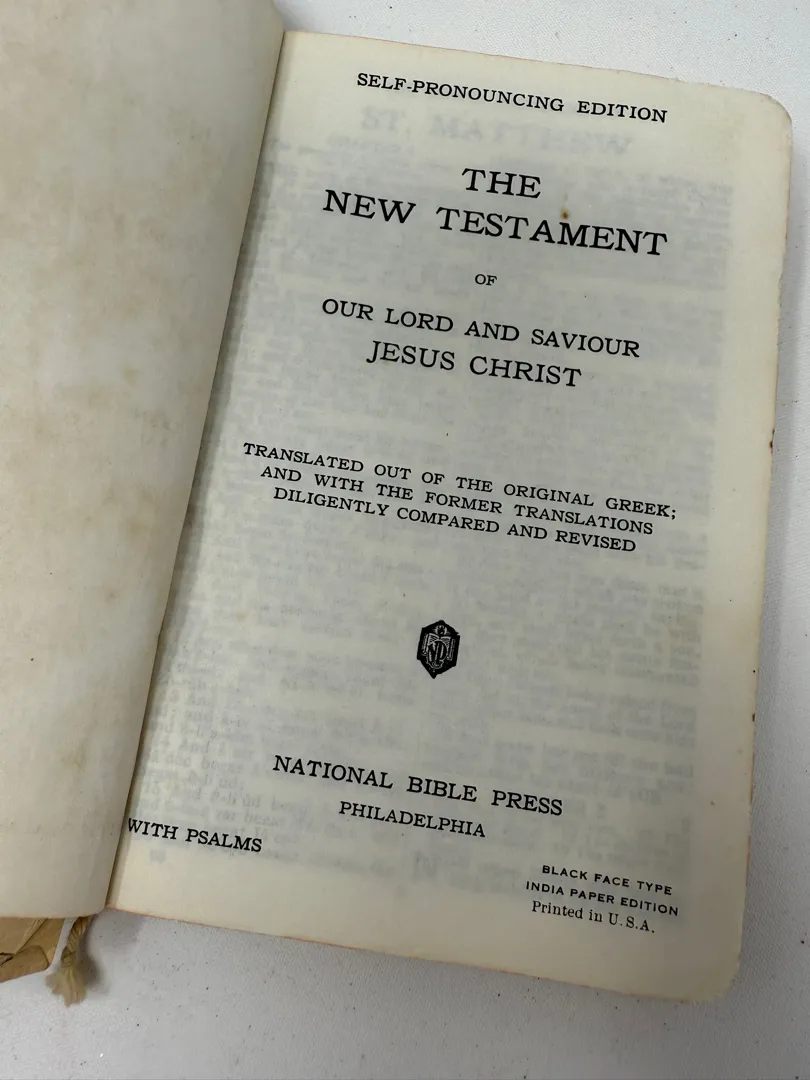 SELF-PRONOUNCING EDITION
THE
NEW TESTAMENT
OF
OUR LORD AND SAVIOUR
JESUS CHRIST
TRANSLATED OUT OF THE ORIGINAL GREEK;
AND WITH THE FORMER TRANSLATIONS
DILIGENTLY COMPARED AND REVISED
NATIONAL BIBLE PRESS
PHILADELPHIA
WITH PSALMS
BLACK FACE TYPE
INDIA PAPER EDITION
Printed in U.S.A.